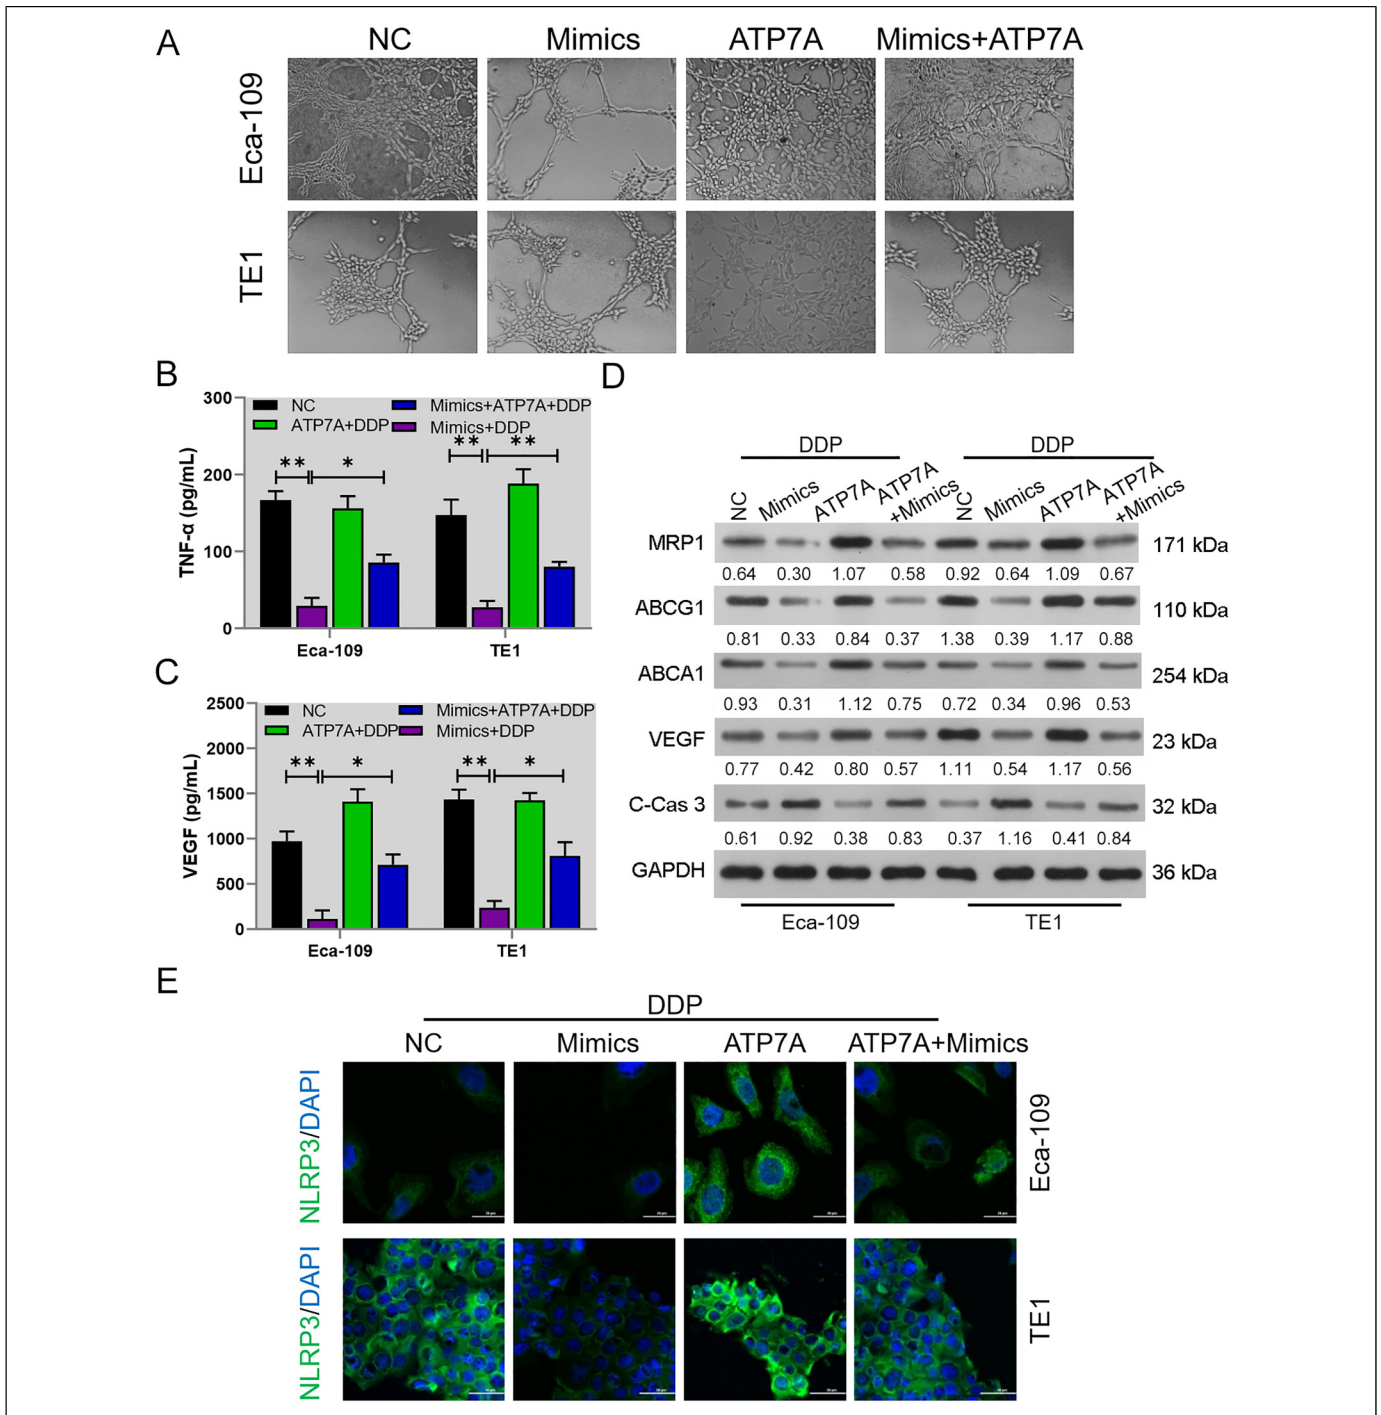 A
NC Mimics ATP7A Mimics+ATP7A
Eca-109
TE1
B
TNF-α (pg/mL)
300
200
100
0
NC Mimics+ATP7A+DDP
ATP7A+DDP Mimics+DDP
** * ** **
Eca-109 TE1
C
VEGF (pg/mL)
2500
2000
1500
1000
500
0
NC Mimics+ATP7A+DDP
ATP7A+DDP Mimics+DDP
** * ** *
Eca-109 TE1
D
DDP DDP
NC Mimics ATP7A ATP7A +Mimics NC Mimics ATP7A ATP7A +Mimics
MRP1 171 kDa
0.64 0.30 1.07 0.58 0.92 0.64 1.09 0.67
ABCG1 110 kDa
0.81 0.33 0.84 0.37 1.38 0.39 1.17 0.88
ABCA1 254 kDa
0.93 0.31 1.12 0.75 0.72 0.34 0.96 0.53
VEGF 23 kDa
0.77 0.42 0.80 0.57 1.11 0.54 1.17 0.56
C-Cas 3 32 kDa
0.61 0.92 0.38 0.83 0.37 1.16 0.41 0.84
GAPDH 36 kDa
Eca-109 TE1
E
DDP
NC Mimics ATP7A ATP7A+Mimics
NLRP3/DAPI Eca-109
NLRP3/DAPI TE1